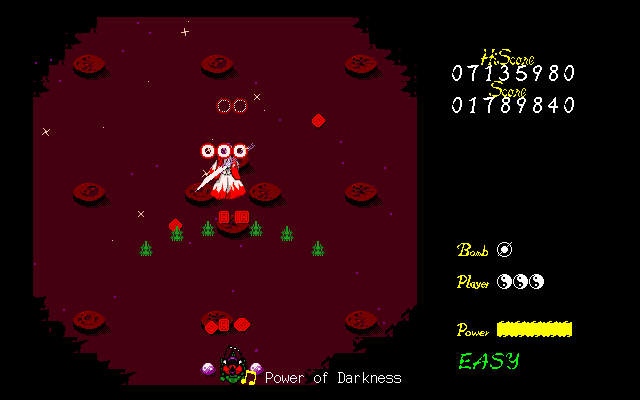 HiScore
07135980
Score
01789840
Bomb
Player
Power
EASY
Power of Darkness